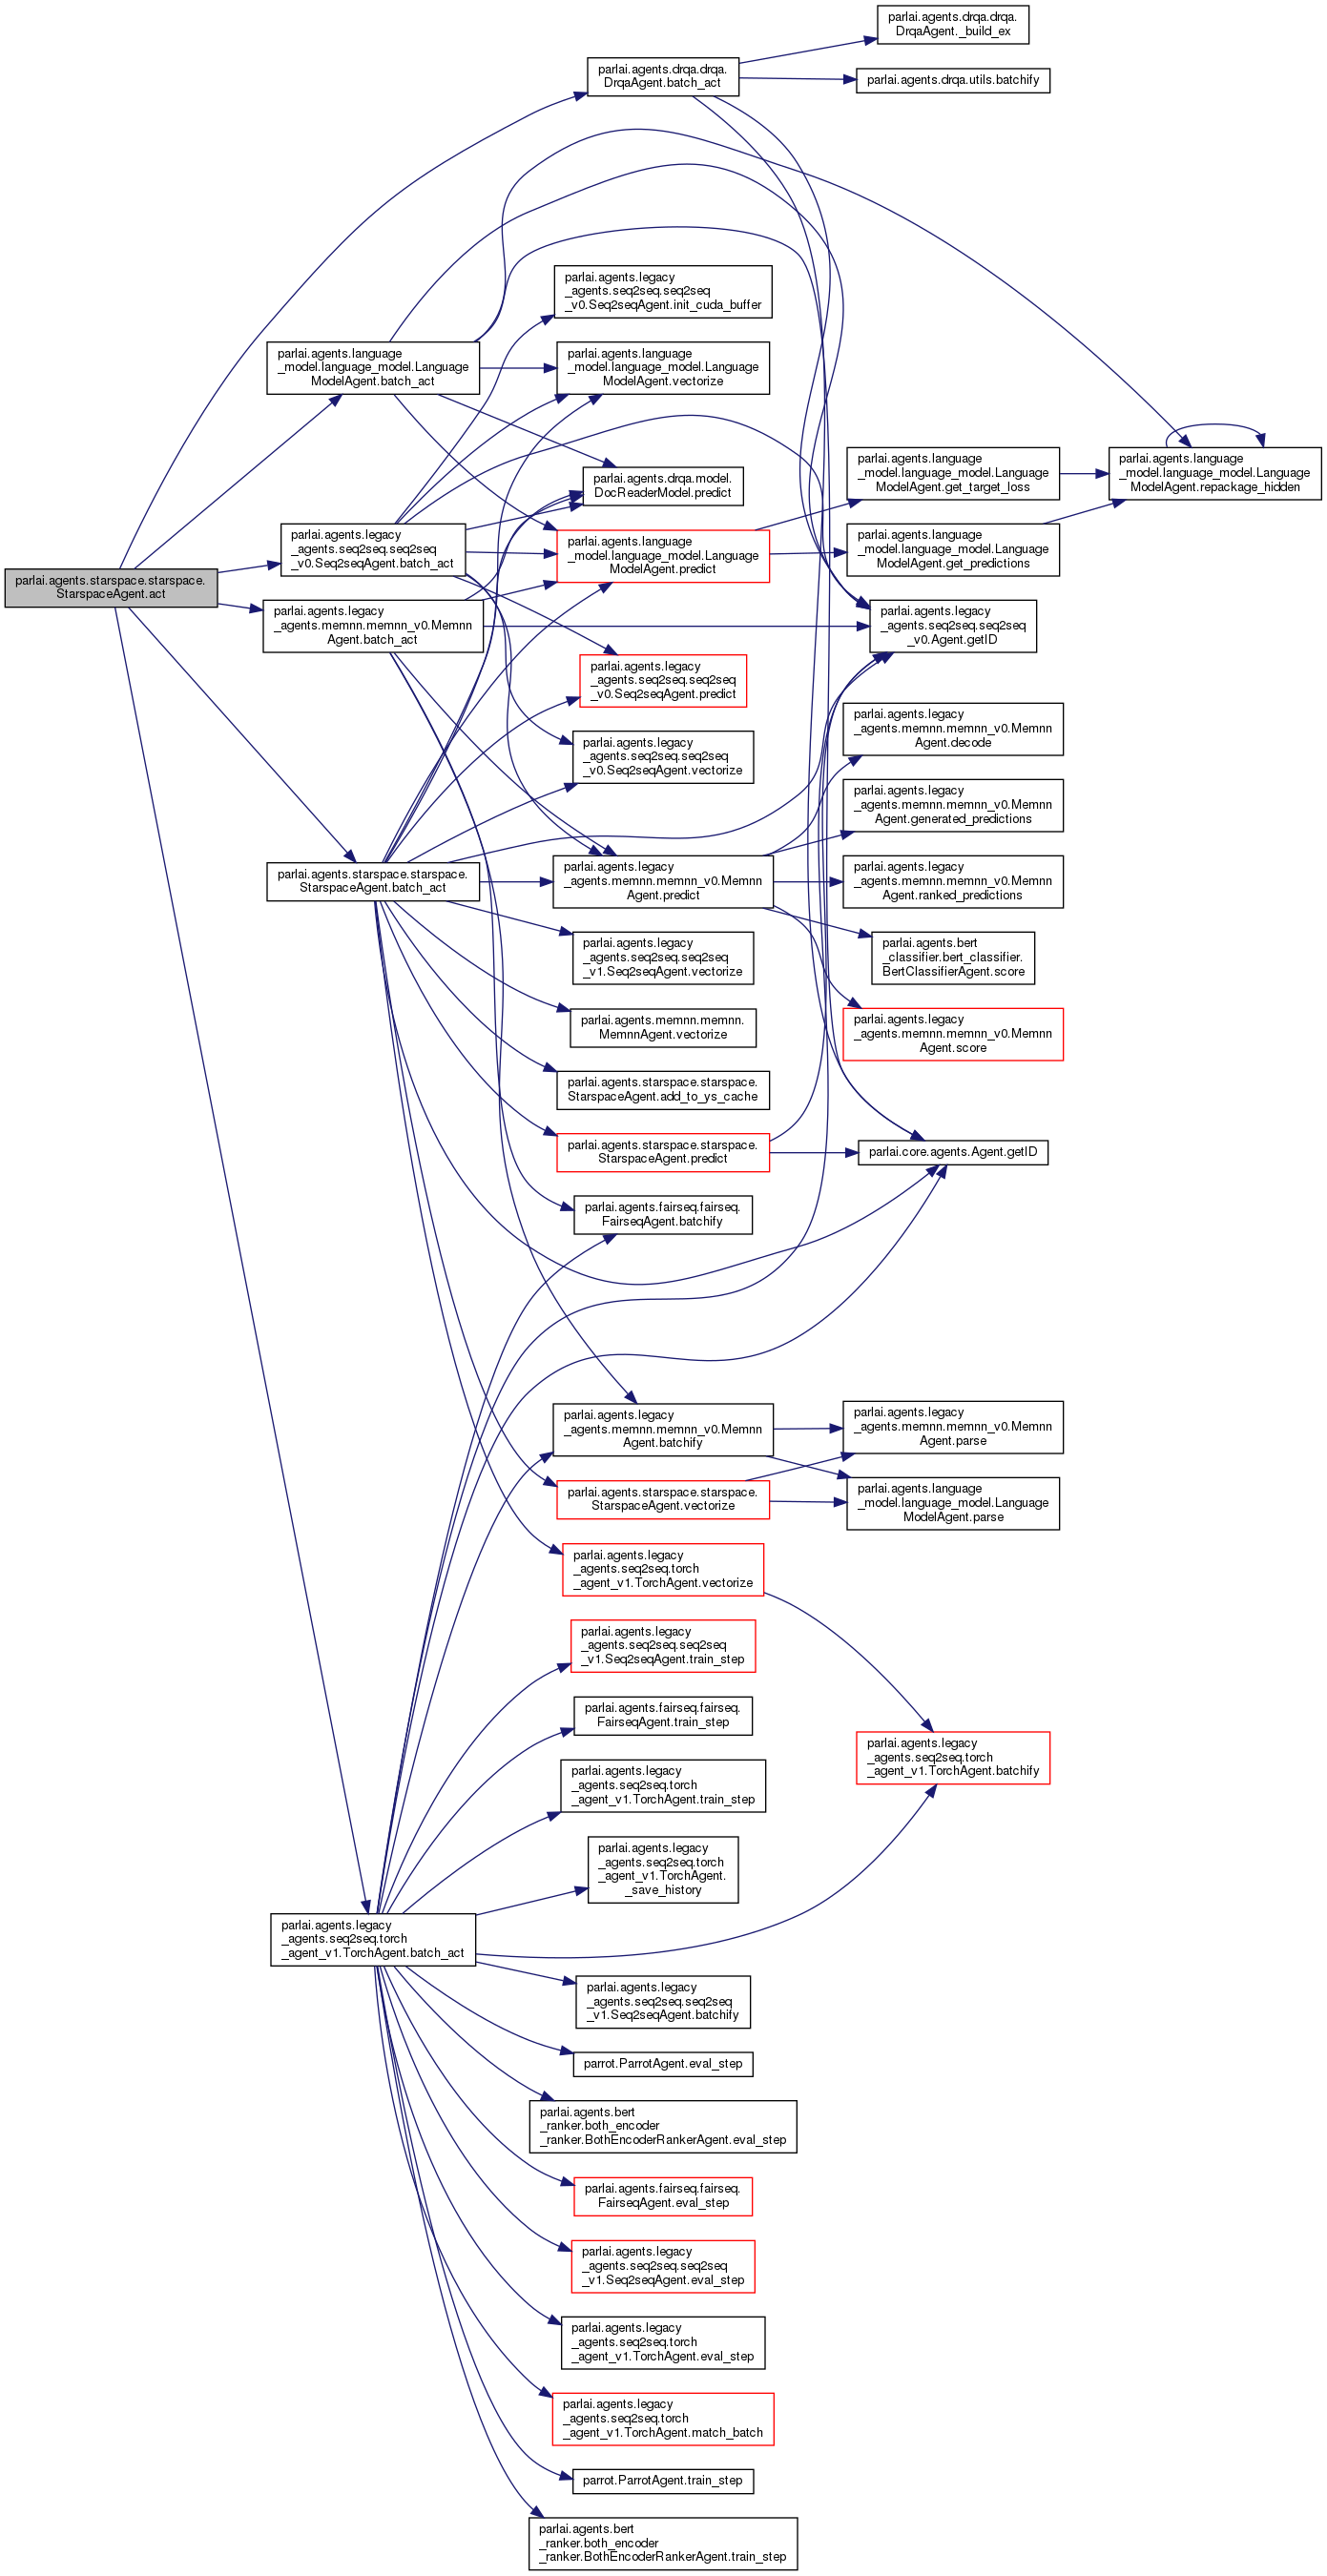 parlai.agents.drqa.drqa.
DrqaAgent._build_ex
parlai.agents.drqa.drqa.
DrqaAgent.batch_act
parlai.agents.drqa.utils.batchify
parlai.agents.legacy
_agents.seq2seq.seq2seq
_v0.Seq2seqAgent.init_cuda_buffer
parlai.agents.language
_model.language_model.Language
ModelAgent.batch_act
parlai.agents.language
_model.language_model.Language
ModelAgent.vectorize
parlai.agents.drqa.model.
DocReaderModel.predict
parlai.agents.language
_model.language_model.Language
ModelAgent.get_target_loss
parlai.agents.language
_model.language_model.Language
ModelAgent.repackage_hidden
parlai.agents.legacy
_agents.seq2seq.seq2seq
_v0.Seq2seqAgent.batch_act
parlai.agents.language
_model.language_model.Language
ModelAgent.predict
parlai.agents.language
_model.language_model.Language
ModelAgent.get_predictions
parlai.agents.starspace.starspace.
StarspaceAgent.act
parlai.agents.legacy
_agents.memnn.memnn_v0.Memnn
Agent.batch_act
parlai.agents.legacy
_agents.seq2seq.seq2seq
_v0.Agent.getID
parlai.agents.legacy
_agents.seq2seq.seq2seq
_v0.Seq2seqAgent.predict
parlai.agents.legacy
_agents.seq2seq.seq2seq
_v0.Seq2seqAgent.vectorize
parlai.agents.legacy
_agents.memnn.memnn_v0.Memnn
Agent.decode
parlai.agents.legacy
_agents.memnn.memnn_v0.Memnn
Agent.generated_predictions
parlai.agents.starspace.starspace.
StarspaceAgent.batch_act
parlai.agents.legacy
_agents.memnn.memnn_v0.Memnn
Agent.predict
parlai.agents.legacy
_agents.memnn.memnn_v0.Memnn
Agent.ranked_predictions
parlai.agents.legacy
_agents.seq2seq.seq2seq
_v1.Seq2seqAgent.vectorize
parlai.agents.bert
_classifier.bert_classifier.
BertClassifierAgent.score
parlai.agents.memnn.memnn.
MemnnAgent.vectorize
parlai.agents.legacy
_agents.memnn.memnn_v0.Memnn
Agent.score
parlai.agents.starspace.starspace.
StarspaceAgent.add_to_ys_cache
parlai.agents.starspace.starspace.
StarspaceAgent.predict
parlai.core.agents.Agent.getID
parlai.agents.fairseq.fairseq.
FairseqAgent.batchify
parlai.agents.legacy
_agents.memnn.memnn_v0.Memnn
Agent.batchify
parlai.agents.legacy
_agents.memnn.memnn_v0.Memnn
Agent.parse
parlai.agents.starspace.starspace.
StarspaceAgent.vectorize
parlai.agents.language
_model.language_model.Language
ModelAgent.parse
parlai.agents.legacy
_agents.seq2seq.torch
_agent_v1.TorchAgent.vectorize
parlai.agents.legacy
_agents.seq2seq.seq2seq
_v1.Seq2seqAgent.train_step
parlai.agents.fairseq.fairseq.
FairseqAgent.train_step
parlai.agents.legacy
_agents.seq2seq.torch
_agent_v1.TorchAgent.batchify
parlai.agents.legacy
_agents.seq2seq.torch
_agent_v1.TorchAgent.train_step
parlai.agents.legacy
_agents.seq2seq.torch
_agent_v1.TorchAgent.
_save_history
parlai.agents.legacy
_agents.seq2seq.torch
_agent_v1.TorchAgent.batch_act
parlai.agents.legacy
_agents.seq2seq.seq2seq
_v1.Seq2seqAgent.batchify
parrot.ParrotAgent.eval_step
parlai.agents.bert
_ranker.both_encoder
_ranker.BothEncoderRankerAgent.eval_step
parlai.agents.fairseq.fairseq.
FairseqAgent.eval_step
parlai.agents.legacy
_agents.seq2seq.seq2seq
_v1.Seq2seqAgent.eval_step
parlai.agents.legacy
_agents.seq2seq.torch
_agent_v1.TorchAgent.eval_step
parlai.agents.legacy
_agents.seq2seq.torch
_agent_v1.TorchAgent.match_batch
parrot.ParrotAgent.train_step
parlai.agents.bert
_ranker.both_encoder
_ranker.BothEncoderRankerAgent.train_step